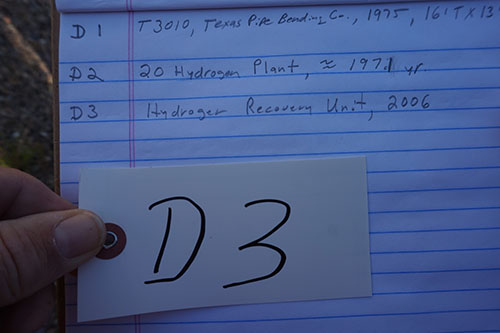 D1 T3010, Texas Pipe Bending Co., 1975, 16' T X 13
D2 20 Hydrogen Plant, ≈ 1971 yr.
D3 Hydrogen Recovery Unit, 2006
D3